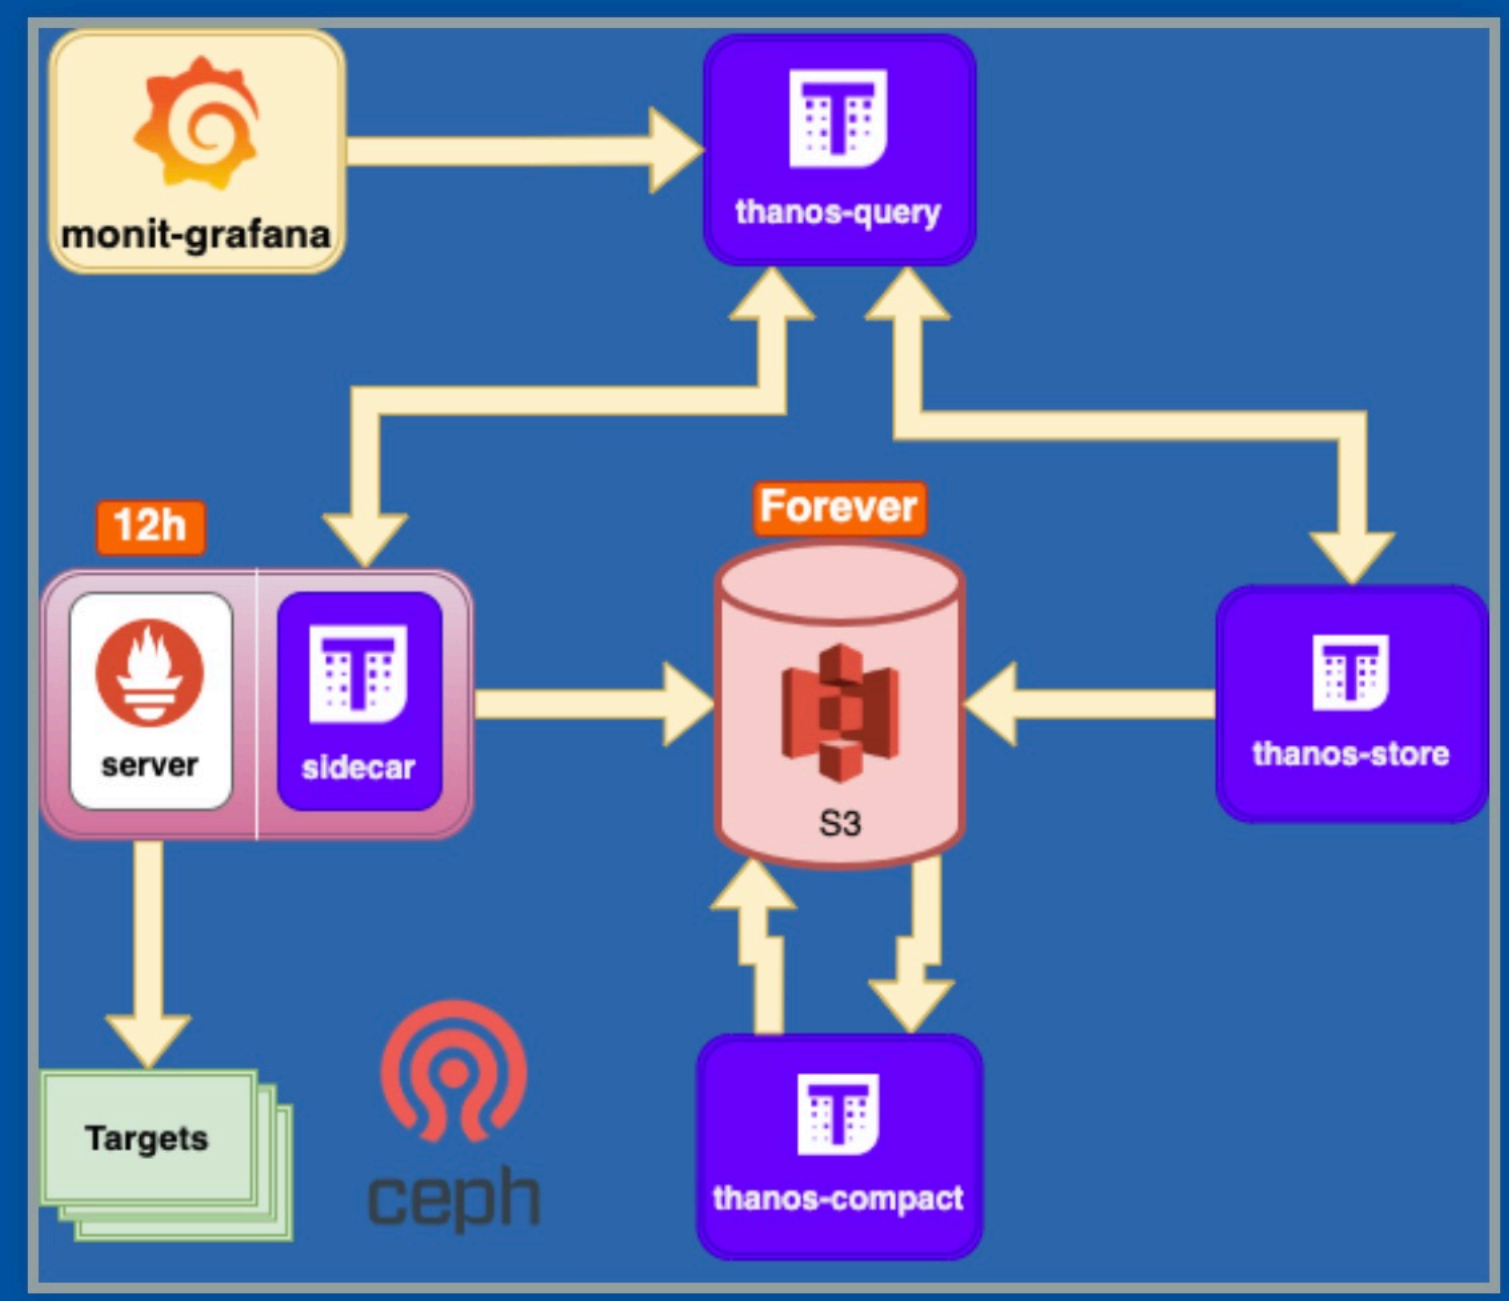 monit-grafana
thanos-query
12h
Forever
server
sidecar
S3
thanos-store
Targets
ceph
thanos-compact